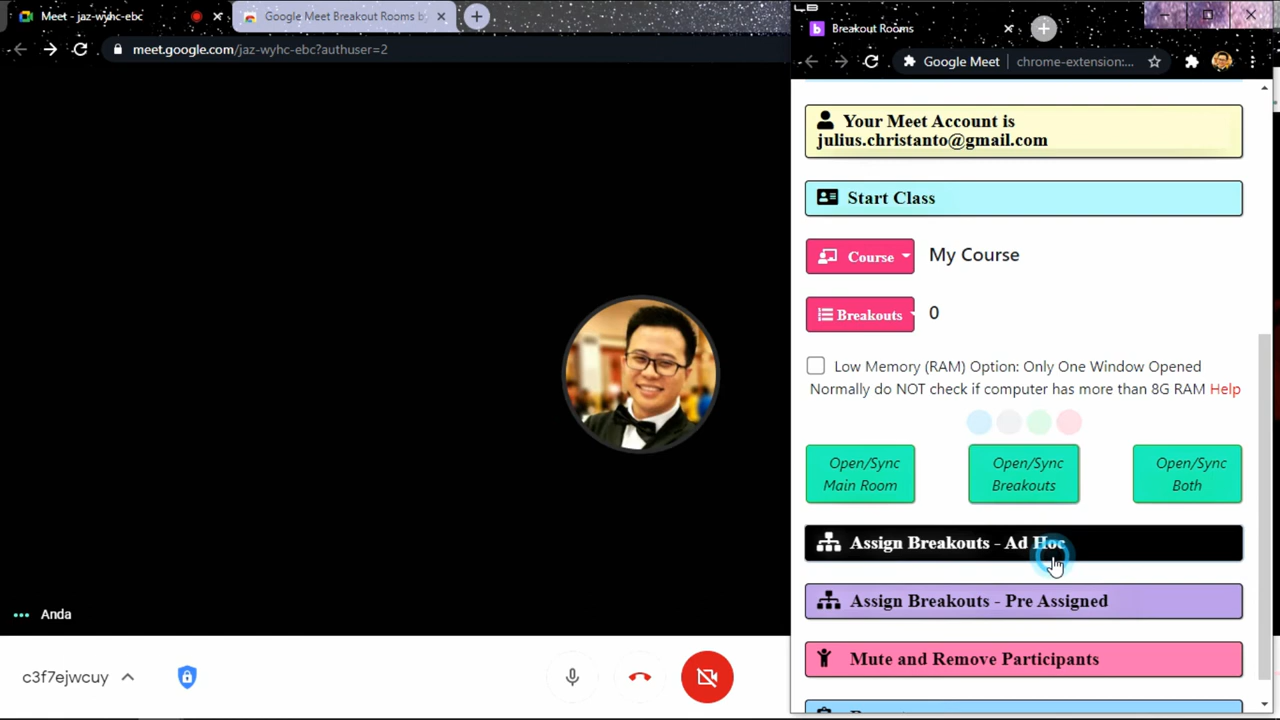 Meet - jaz-wyhc-ebc
Google Meet Breakout Rooms by
meet.google.com/jaz-wyhc-ebc?authuser=2
Anda
c3f7ejwcuy
Breakout Rooms
Google Meet chrome-extension:...
Your Meet Account is
julius.christanto@gmail.com
Start Class
Course My Course
Breakouts 0
Low Memory (RAM) Option: Only One Window Opened
Normally do NOT check if computer has more than 8G RAM Help
Open/Sync
Main Room
Open/Sync
Breakouts
Open/Sync
Both
Assign Breakouts - Ad Hoc
Assign Breakouts - Pre Assigned
Mute and Remove Participants